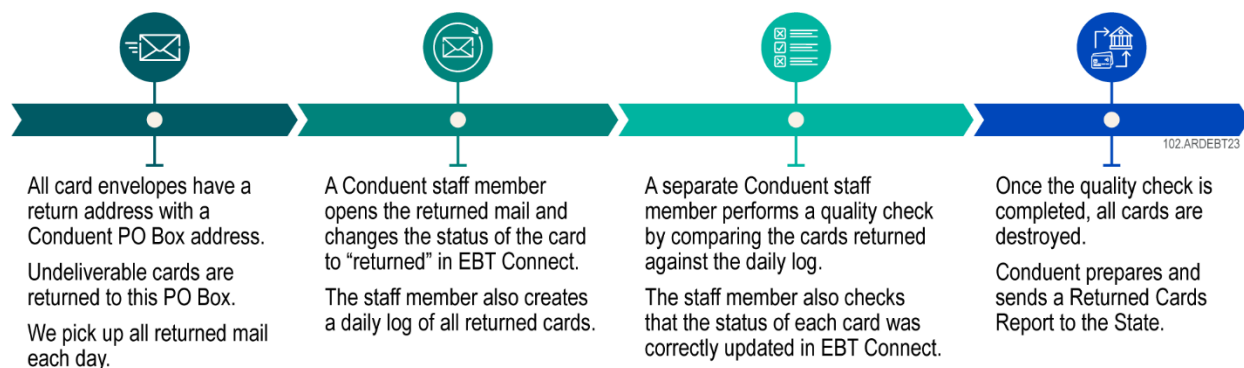 102.ARDEBT23
All card envelopes have a
return address with a
Conduent PO Box address.
Undeliverable cards are
returned to this PO Box.
We pick up all returned mail
each day.
A Conduent staff member
opens the returned mail and
changes the status of the card
to “returned” in EBT Connect.
The staff member also creates
a daily log of all returned cards.
A separate Conduent staff
member performs a quality check
by comparing the cards returned
against the daily log.
The staff member also checks
that the status of each card was
correctly updated in EBT Connect.
Once the quality check is
completed, all cards are
destroyed.
Conduent prepares and
sends a Returned Cards
Report to the State.